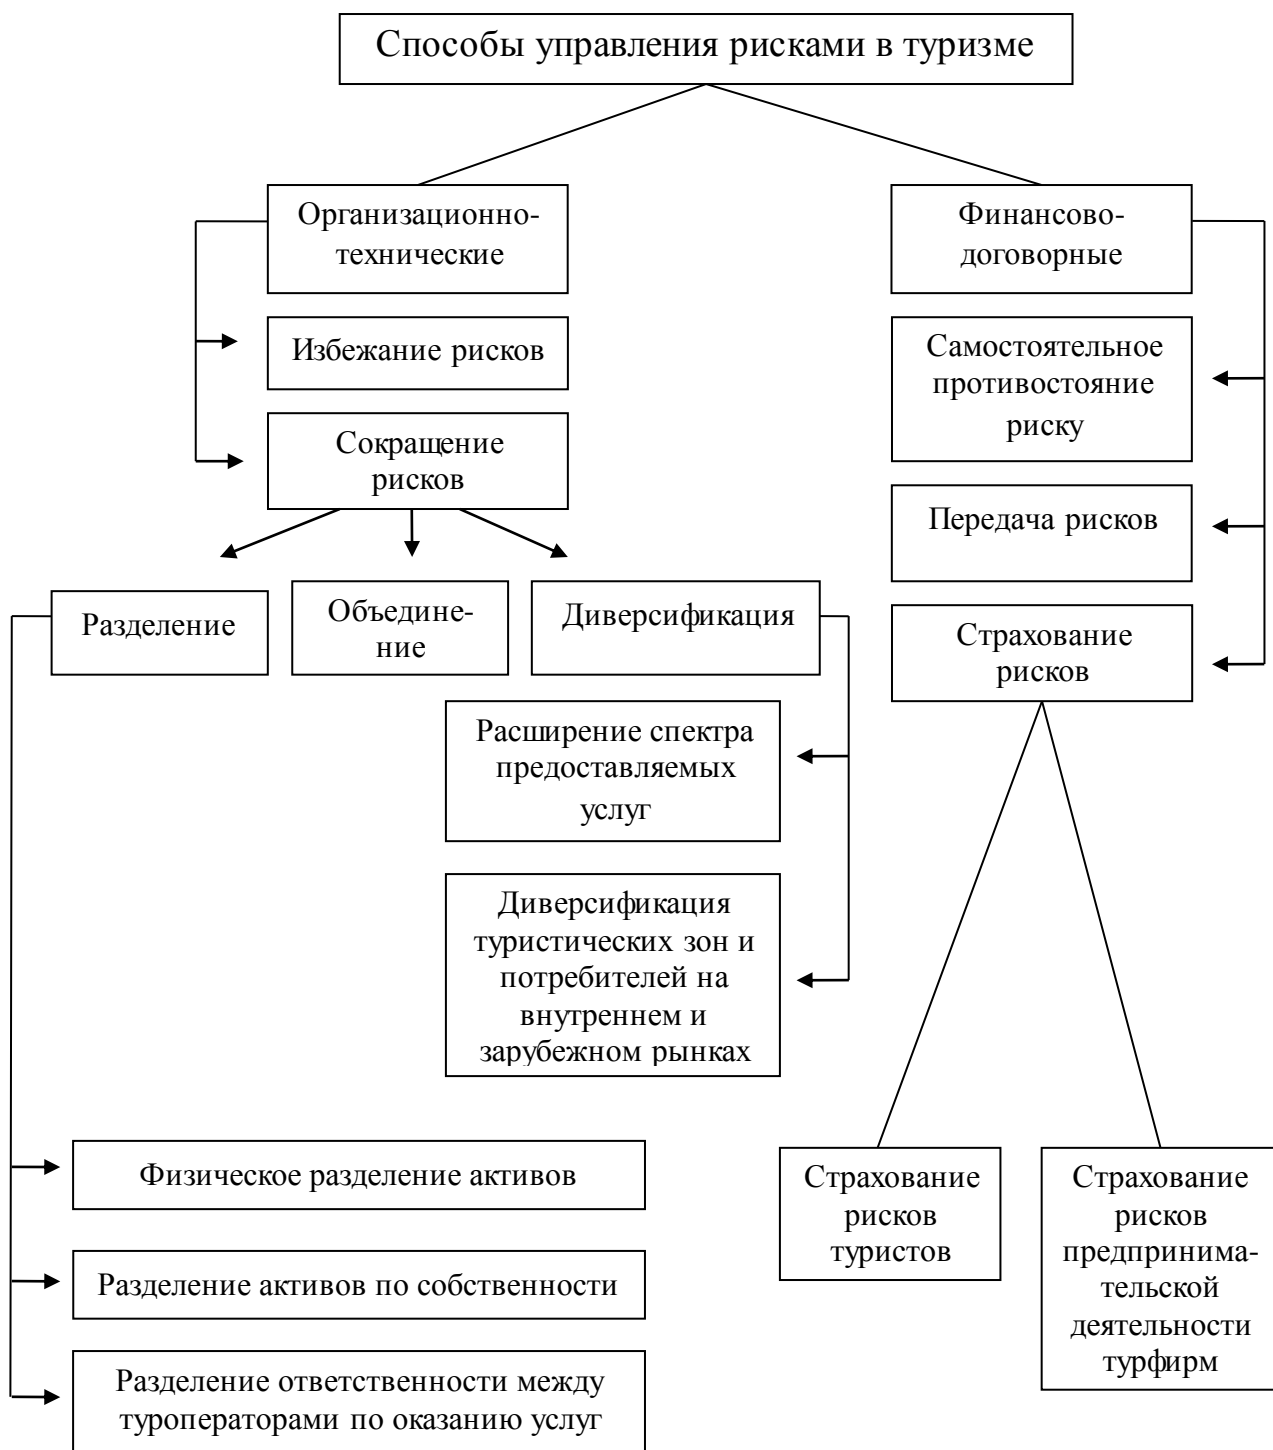 Способы управления рисками в туризме
Организационно-
технические
Финансово-
договорные
Избежание рисков
Самостоятельное
противостояние
риску
Сокращение
рисков
Передача рисков
Разделение
Объедине-
ние
Диверсификация
Страхование
рисков
Расширение спектра
предоставляемых
услуг
Диверсификация
туристических зон и
потребителей на
внутреннем и
зарубежном рынках
Физическое разделение активов
Разделение активов по собственности
Разделение ответственности между
туроператорами по оказанию услуг
Страхование
рисков
туристов
Страхование
рисков
предпринима-
тельской
деятельности
турфирм